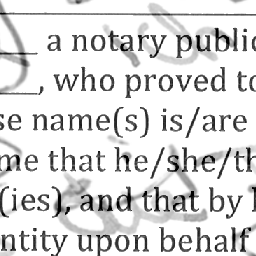 a notary public
, who proved to
se name(s) is/are
me that he/she/th
(ies), and that by
ntity upon behalf